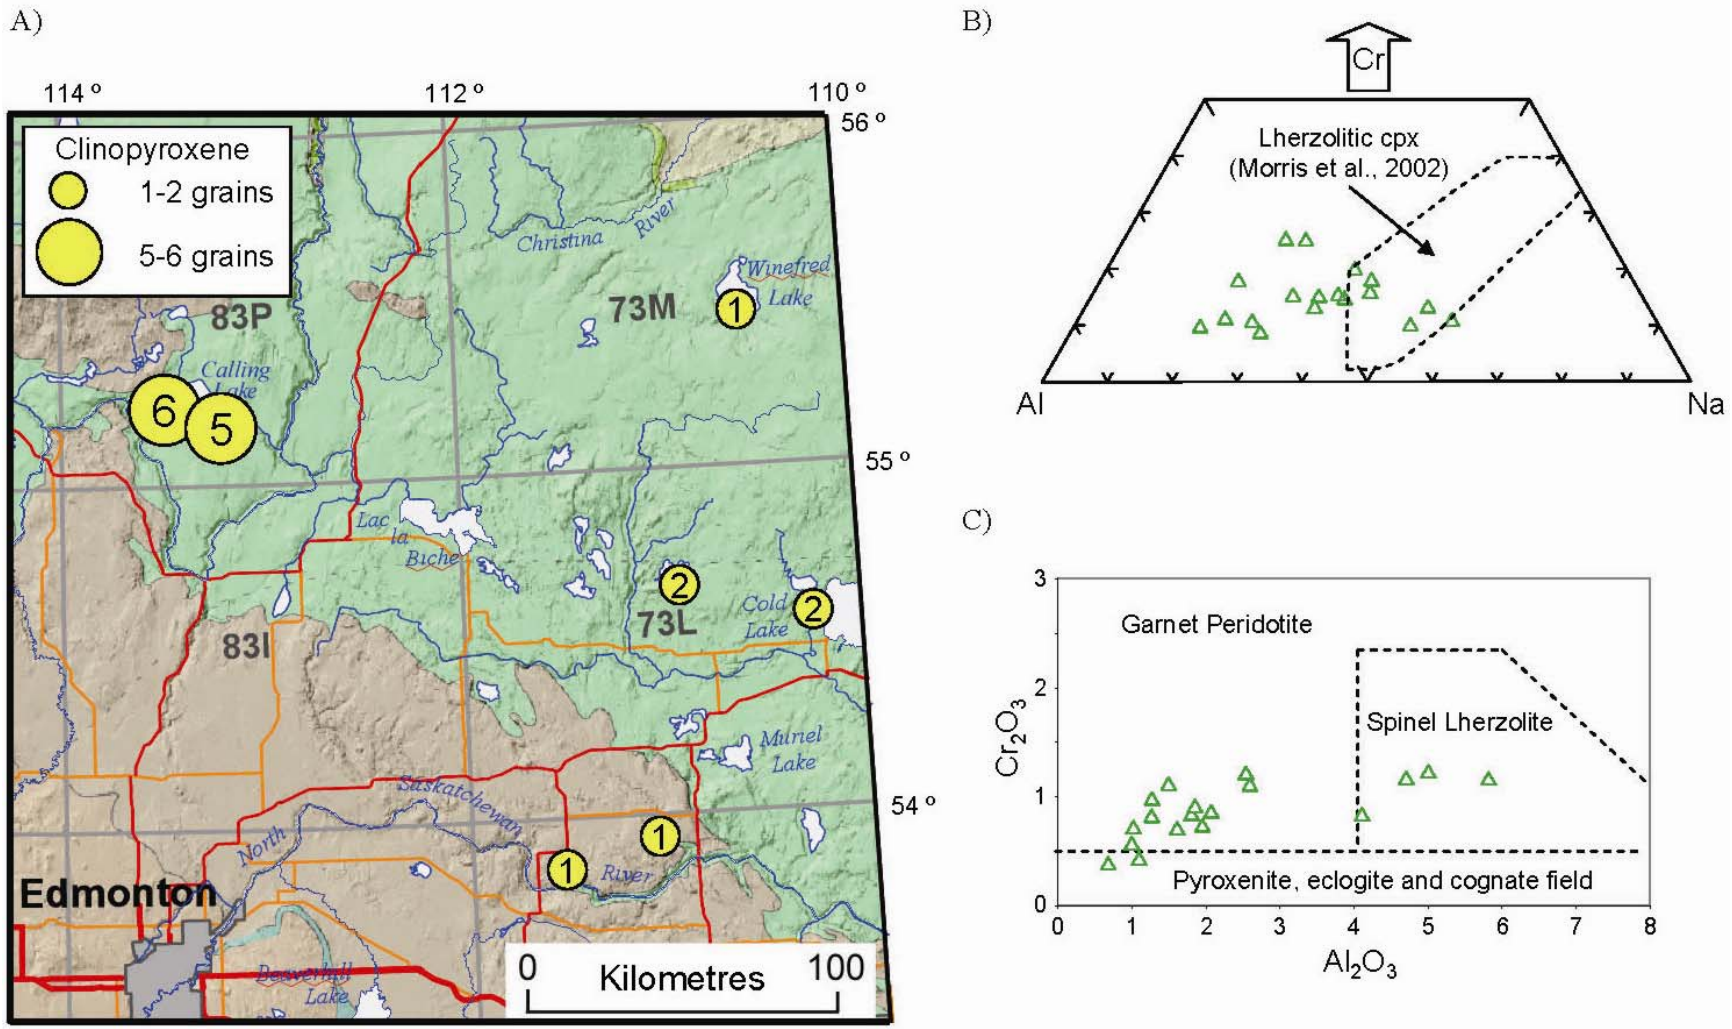 A)
114 º
112 º
110 º
56 º
Clinopyroxene
1-2 grains
5-6 grains
Christina
River
Winefred
Lake
1
73M
83P
Calling
Lake
6
5
55 º
Lac
la
Biche
2
73L
Cold
Lake
2
83I
Muriel
Lake
Saskatchewan
54 º
North
1
1
River
Edmonton
Beaverhill
Lake
0
Kilometres
100
B)
Cr
Lherzolitic cpx
(Morris et al., 2002)
Al
Na
C)
3
Garnet Peridotite
2
Spinel Lherzolite
Cr2O3
1
Pyroxenite, eclogite and cognate field
0
0 1 2 3 4 5 6 7 8
Al2O3